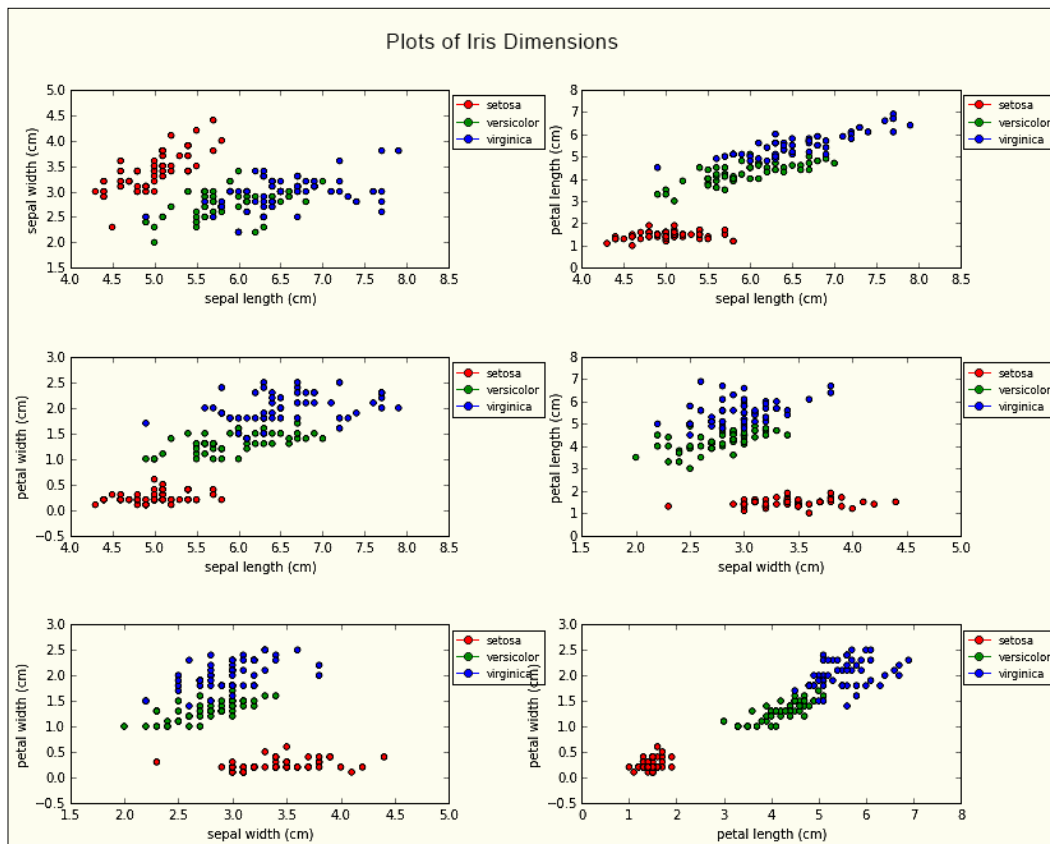 Plots of Iris Dimensions
5.0
4.5
4.0
3.5
3.0
2.5
2.0
1.5
sepal width (cm)
4.0 4.5 5.0 5.5 6.0 6.5 7.0 7.5 8.0 8.5
sepal length (cm)
setosa
versicolor
virginica
8
7
6
5
4
3
2
1
0
petal length (cm)
4.0 4.5 5.0 5.5 6.0 6.5 7.0 7.5 8.0 8.5
sepal length (cm)
setosa
versicolor
virginica
3.0
2.5
2.0
1.5
1.0
0.5
0.0
−0.5
petal width (cm)
4.0 4.5 5.0 5.5 6.0 6.5 7.0 7.5 8.0 8.5
sepal length (cm)
setosa
versicolor
virginica
8
7
6
5
4
3
2
1
0
petal length (cm)
1.5 2.0 2.5 3.0 3.5 4.0 4.5 5.0
sepal width (cm)
setosa
versicolor
virginica
3.0
2.5
2.0
1.5
1.0
0.5
0.0
−0.5
petal width (cm)
1.5 2.0 2.5 3.0 3.5 4.0 4.5 5.0
sepal width (cm)
setosa
versicolor
virginica
3.0
2.5
2.0
1.5
1.0
0.5
0.0
−0.5
petal width (cm)
0 1 2 3 4 5 6 7 8
petal length (cm)
setosa
versicolor
virginica